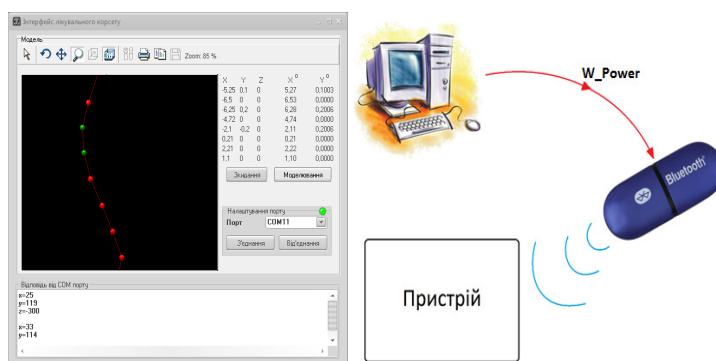 Інтерфейс лікувального корсету
Модель
Zoom: 85 %
X Y Z X° Y°
-5,25 0,1 0 5,27 0,1003
-6,5 0 0 6,53 0,0000
-6,25 0,2 0 6,28 0,2006
-4,72 0 0 4,74 0,0000
-2,1 -0,2 0 2,11 0,2006
0,21 0 0 0,21 0,0000
2,21 0 0 2,22 0,0000
1,1 0 0 1,10 0,0000
Зкидання Моделювання
Налаштування порту
Порт COM11
З'єднання Від'єднання
Відповідь від COM порту
x=25
y=119
z=-300
x=33
y=114
W_Power
Bluetooth
Пристрій